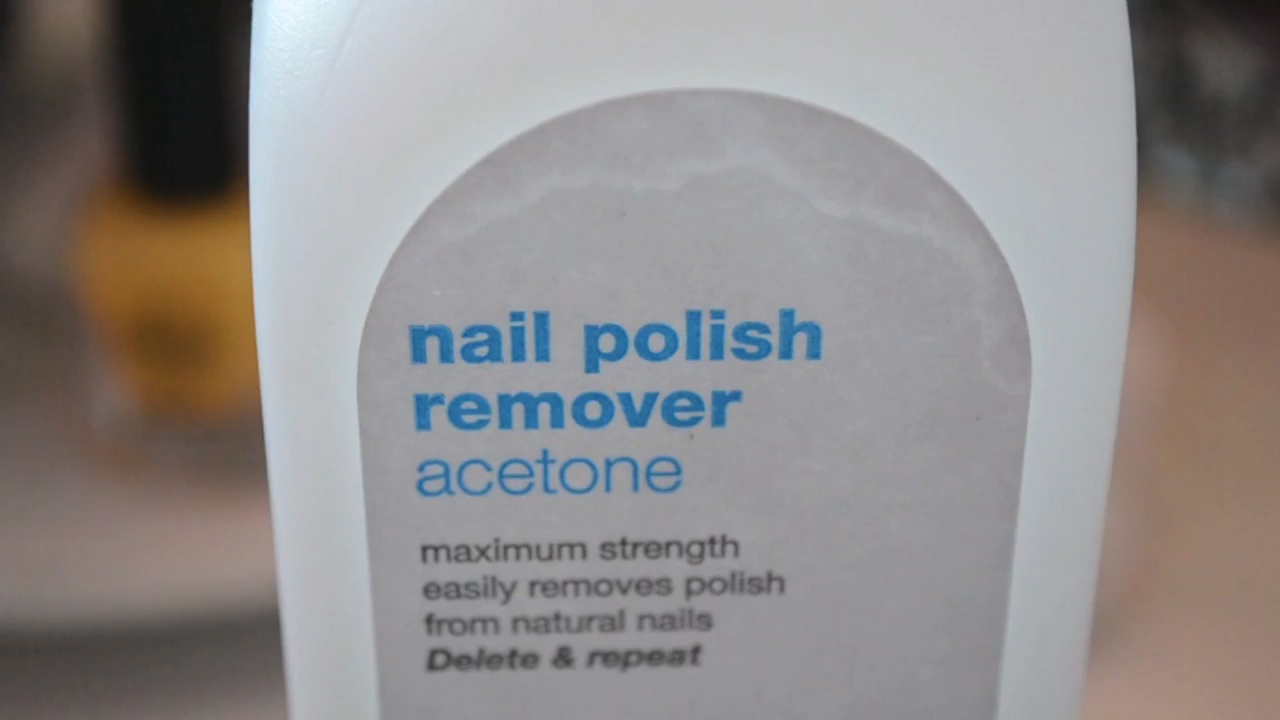 nail polish
remover
acetone
maximum strength
easily removes polish
from natural nails
Delete & repeat